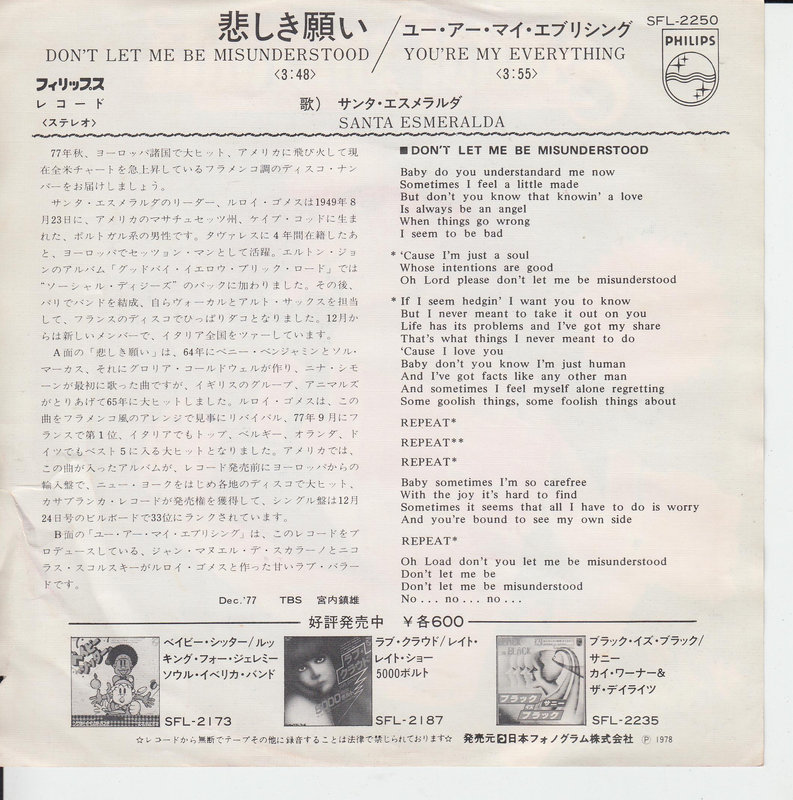 悲しき願い／ユー・アー・マイ・エブリシング
SFL-2250
DON'T LET ME BE MISUNDERSTOOD / YOU'RE MY EVERYTHING
〈3:48〉 〈3:55〉
PHILIPS
フィリップス
レコード
〈ステレオ〉
歌） サンタ・エスメラルダ
SANTA ESMERALDA
77年秋、ヨーロッパ諸国で大ヒット、アメリカに飛び火して現
在全米チャートを急上昇しているフラメンコ調のディスコ・ナン
バーをお届けしましょう。
サンタ・エスメラルダのリーダー、ルロイ・ゴメスは1949年8
月23日に、アメリカのマサチュセッツ州、ケイプ・コッドに生ま
れた、ポルトガル系の男性です。タヴァレスに4年間在籍したあ
と、ヨーロッパでセッション・マンとして活躍。エルトン・ジョ
ンのアルバム「グッドバイ・イエロウ・ブリック・ロード」では
“ソーシャル・ディジーズ”のバックに加わりました。その後、
パリでバンドを結成、自らヴォーカルとアルト・サックスを担当
して、フランスのディスコでひっぱりダコとなりました。12月か
らは新しいメンバーで、イタリア全国をツァーしています。
A面の「悲しき願い」は、64年にベニー・ベンジャミンとソル・
マーカス、それにグロリア・コールドウェルが作り、ニナ・シモ
ーンが最初に歌った曲ですが、イギリスのグループ、アニマルズ
がとりあげて65年に大ヒットしました。ルロイ・ゴメスは、この
曲をフラメンコ風のアレンジで見事にリバイバル、77年9月にフ
ランスで第1位、イタリアでもトップ、ベルギー、オランダ、ド
イツでもベスト5に入る大ヒットとなりました。アメリカでは、
この曲が入ったアルバムが、レコード発売前にヨーロッパからの
輸入盤で、ニュー・ヨークをはじめ各地のディスコで大ヒット、
カサブランカ・レコードが発売権を獲得して、シングル盤は12月
24日号のビルボードで33位にランクされています。
B面の「ユー・アー・マイ・エブリシング」は、このレコードをプ
ロデュースしている、ジャン・マヌエル・デ・スカラーノとニコ
ラス・スコルスキーがルロイ・ゴメスと作った甘いラブ・バラー
ドです。
Dec.'77 TBS 宮内鎮雄
■DON'T LET ME BE MISUNDERSTOOD
Baby do you understandard me now
Sometimes I feel a little made
But don't you know that knowin' a love
Is always be an angel
When things go wrong
I seem to be bad
* 'Cause I'm just a soul
Whose intentions are good
Oh Lord please don't let me be misunderstood
* If I seem hedgin' I want you to know
But I never meant to take it out on you
Life has its problems and I've got my share
That's what things I never meant to do
'Cause I love you
Baby don't you know I'm just human
And I've got facts like any other man
And sometimes I feel myself alone regretting
Some goolish things, some foolish things about
REPEAT*
REPEAT**
REPEAT*
Baby sometimes I'm so carefree
With the joy it's hard to find
Sometimes it seems that all I have to do is worry
And you're bound to see my own side
REPEAT*
Oh Load don't you let me be misunderstood
Don't let me be
Don't let me be misunderstood
No... no... no...
好評発売中 ￥各600
ベイビー・シッター/ルッ
キング・フォー・ジェレミー
ソウル・イベリカ・バンド
SFL-2173
ラブ・クラウド/レイト・
レイト・ショー
5000ボルト
SFL-2187
ブラック・イズ・ブラック/
サニー
カイ・ワーナー&
ザ・デイライツ
SFL-2235
ブラック
サニー
ブラック
☆レコードから無断でテープその他に録音することは法律で禁じられております☆ 発売元 日本フォノグラム株式会社 Ⓟ 1978